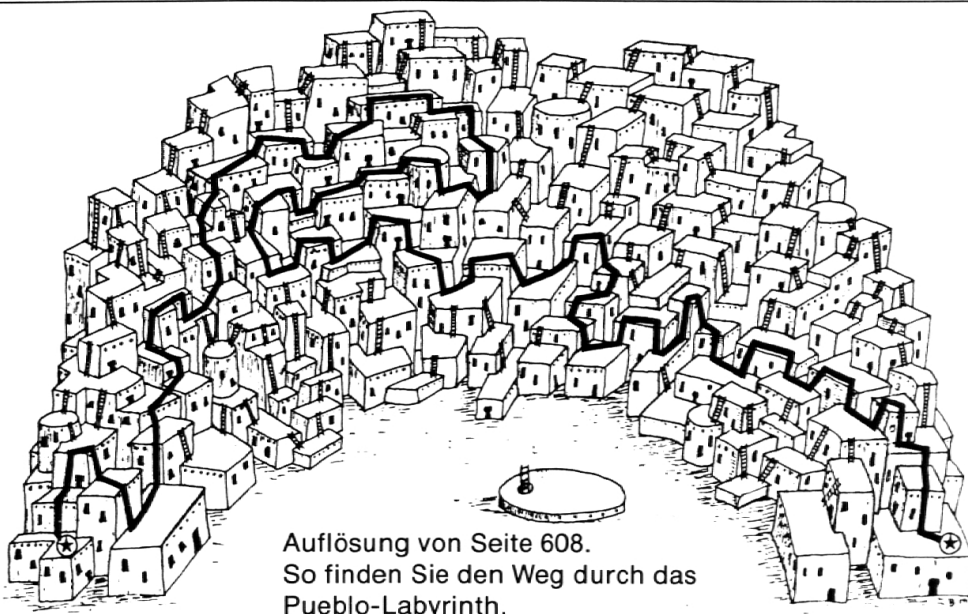 Auflösung von Seite 608.
So finden Sie den Weg durch das
Pueblo-Labyrinth.